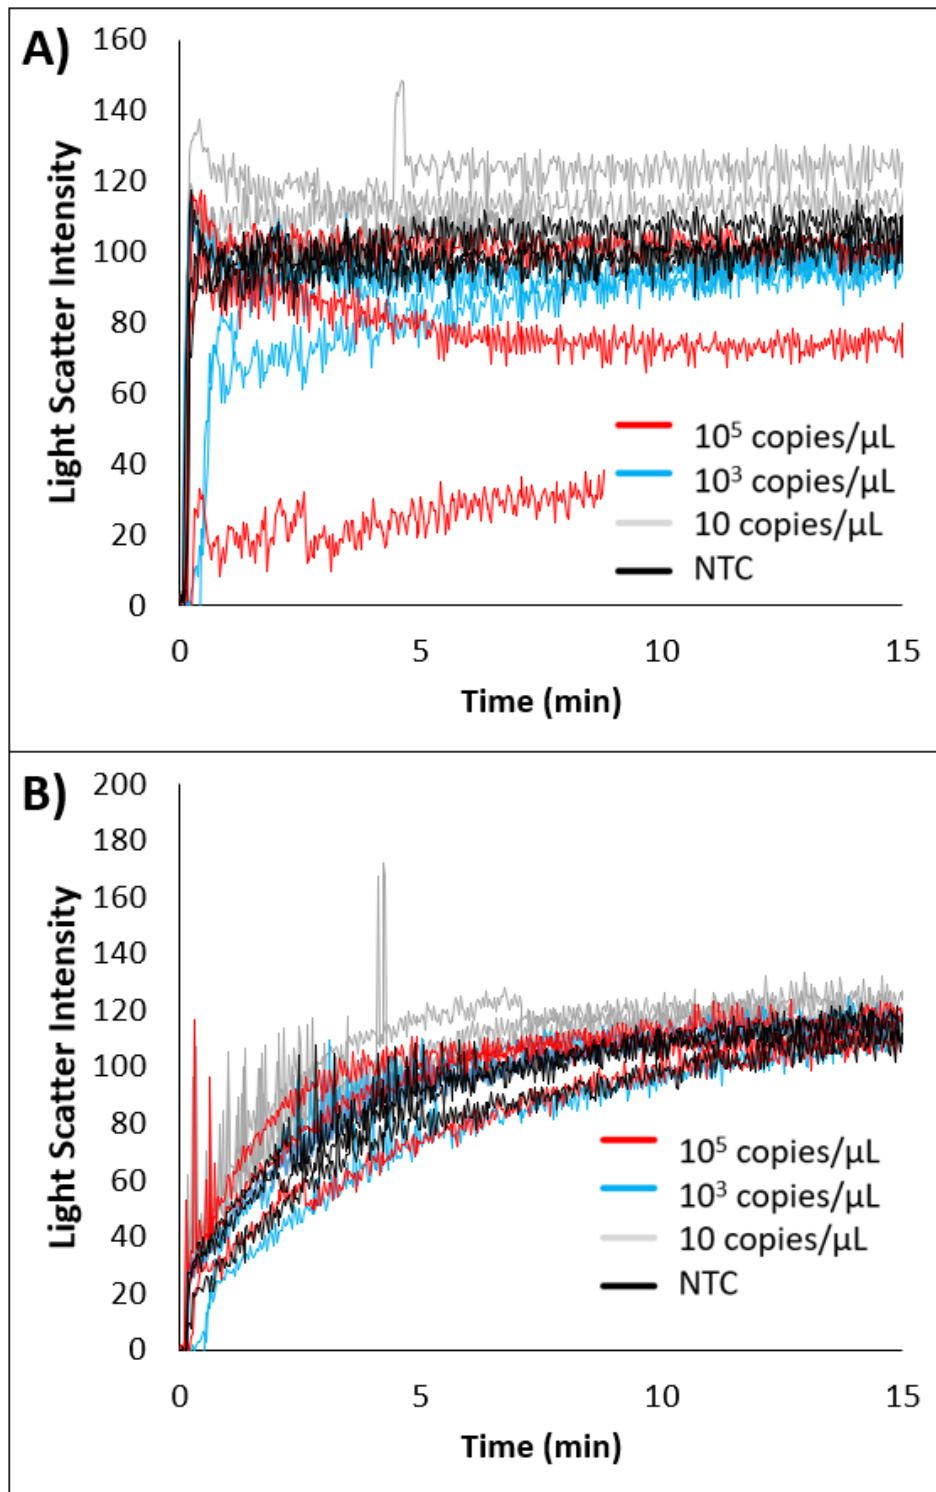 A)
Light Scatter Intensity
160
140
120
100
80
60
40
20
0
10⁵ copies/µL
10³ copies/µL
10 copies/µL
NTC
0 5 10 15
Time (min)
B)
Light Scatter Intensity
200
180
160
140
120
100
80
60
40
20
0
10⁵ copies/µL
10³ copies/µL
10 copies/µL
NTC
0 5 10 15
Time (min)